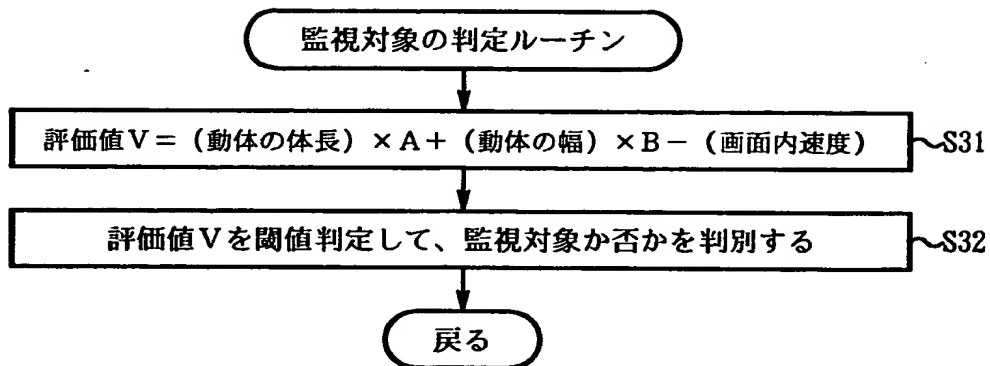 監視対象の判定ルーチン
評価値V=(動体の体長)×A+(動体の幅)×B-(画面内速度)
S31
評価値Vを閾値判定して、監視対象か否かを判別する
S32
戻る